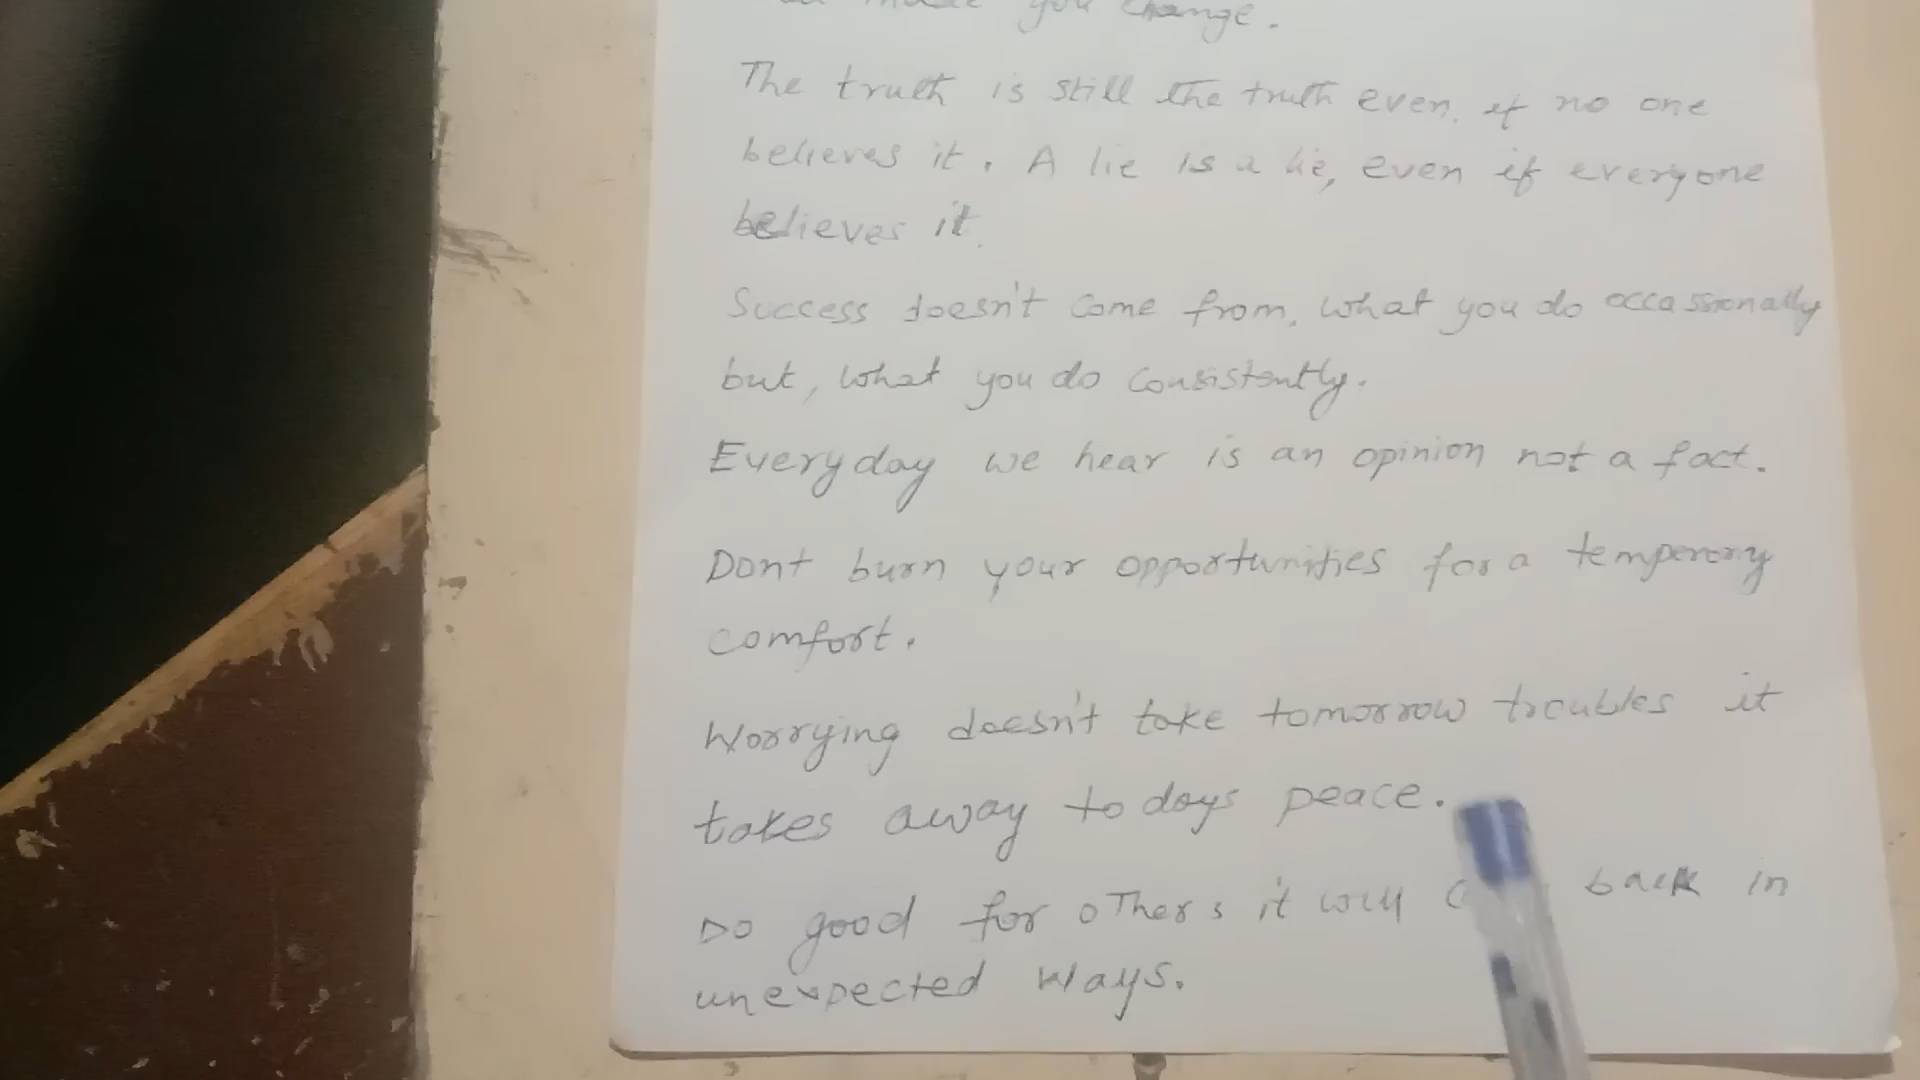 you change.
The truth is still the truth even. if no one
believes it. A lie is a lie, even if everyone
believes it.
Success doesn't come from, what you do occassionally
but, what you do consistently.
Everyday we hear is an opinion not a fact.
Dont burn your opportunities for a temperory
comfort.
Worrying doesn't take tomorrow troubles it
takes away todays peace.
Do good for others it will back in
unexpected ways.